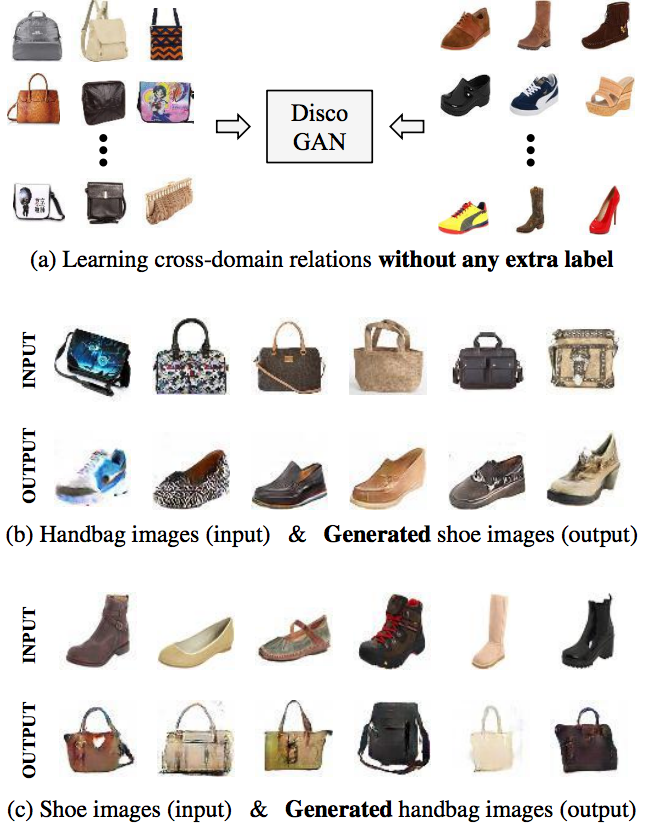 Disco
GAN
(a) Learning cross-domain relations without any extra label
INPUT
OUTPUT
(b) Handbag images (input) & Generated shoe images (output)
INPUT
OUTPUT
(c) Shoe images (input) & Generated handbag images (output)